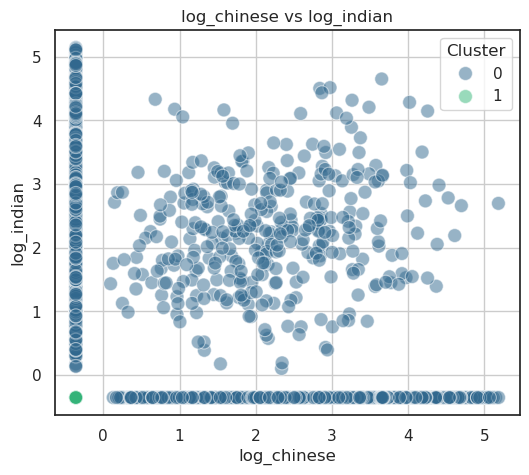 log_chinese vs log_indian
Cluster
0
1
5
4
3
2
1
0
log_indian
0 1 2 3 4 5
log_chinese